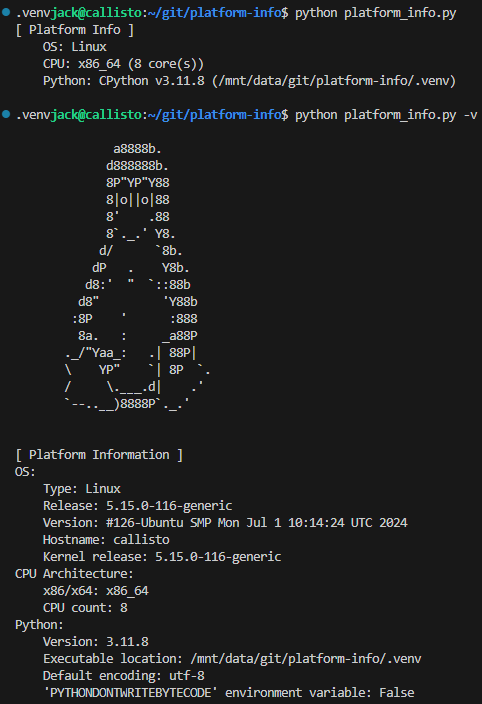 .venvjack@callisto:~/git/platform-info$ python platform_info.py
[ Platform Info ]
    OS: Linux
    CPU: x86_64 (8 core(s))
    Python: CPython v3.11.8 (/mnt/data/git/platform-info/.venv)

.venvjack@callisto:~/git/platform-info$ python platform_info.py -v

              a8888b.
             d888888b.
             8P"YP"Y88
             8|o||o|88
             8'    .88
             8`._.' Y8.
            d/      `8b.
           dP   .    Y8b.
          d8:'  "  `::88b
         d8"         'Y88b
        :8P    '      :888
         8a.   :     _a88P
       ._/"Yaa_:   .| 88P|
       \    YP"    `| 8P  `.
       /     \.___.d|    .'
       `--..__)8888P`._.'

[ Platform Information ]
OS:
    Type: Linux
    Release: 5.15.0-116-generic
    Version: #126-Ubuntu SMP Mon Jul 1 10:14:24 UTC 2024
    Hostname: callisto
    Kernel release: 5.15.0-116-generic
CPU Architecture:
    x86/x64: x86_64
    CPU count: 8
Python:
    Version: 3.11.8
    Executable location: /mnt/data/git/platform-info/.venv
    Default encoding: utf-8
    'PYTHONDONTWRITEBYTECODE' environment variable: False